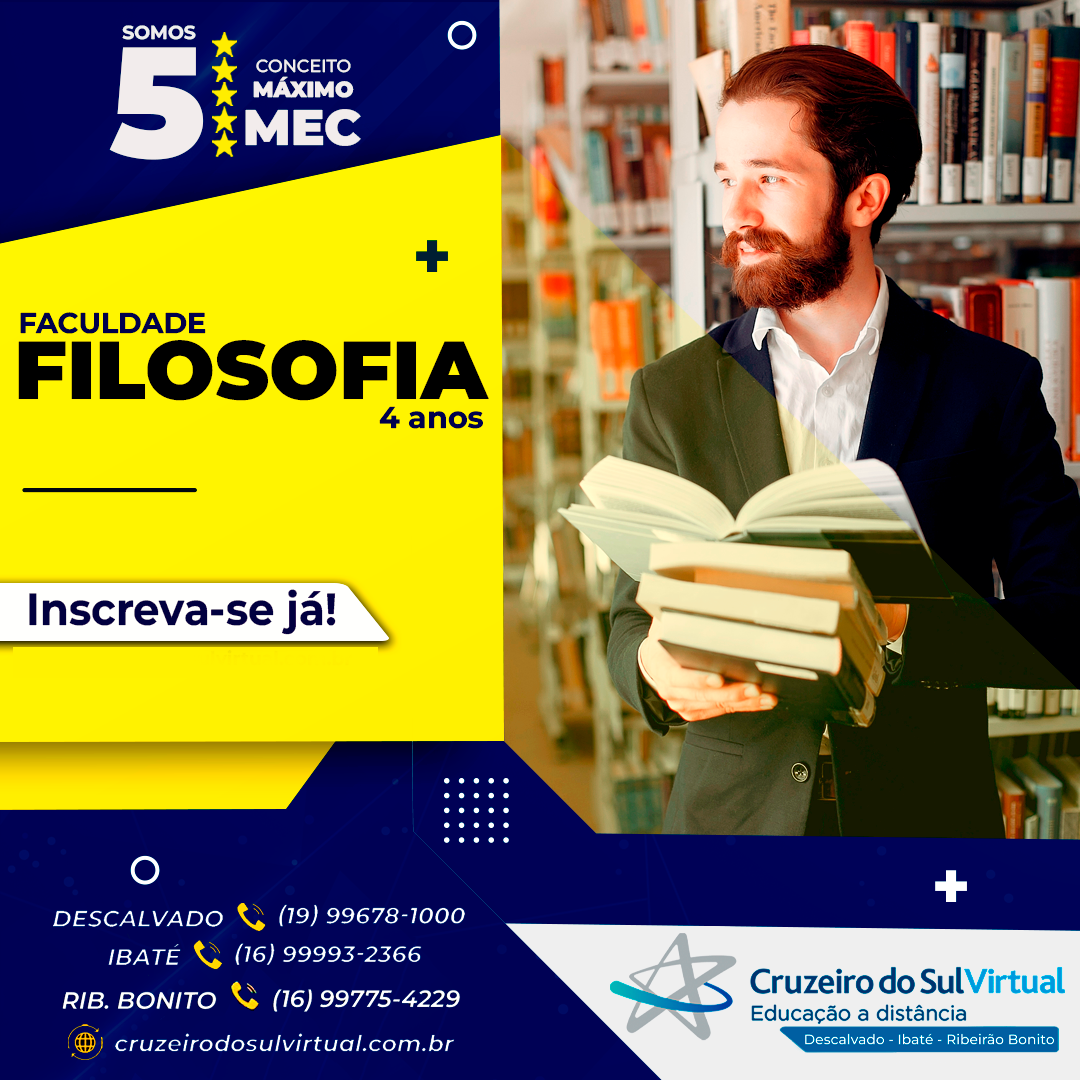 SOMOS
5
CONCEITO
MÁXIMO
MEC
FACULDADE
FILOSOFIA
4 anos
Inscreva-se já!
DESCALVADO (19) 99678-1000
IBATÉ (16) 99993-2366
RIB. BONITO (16) 99775-4229
cruzeirodosulvirtual.com.br
Cruzeiro do Sul Virtual
Educação a distância
Descalvado - Ibaté - Ribeirão Bonito